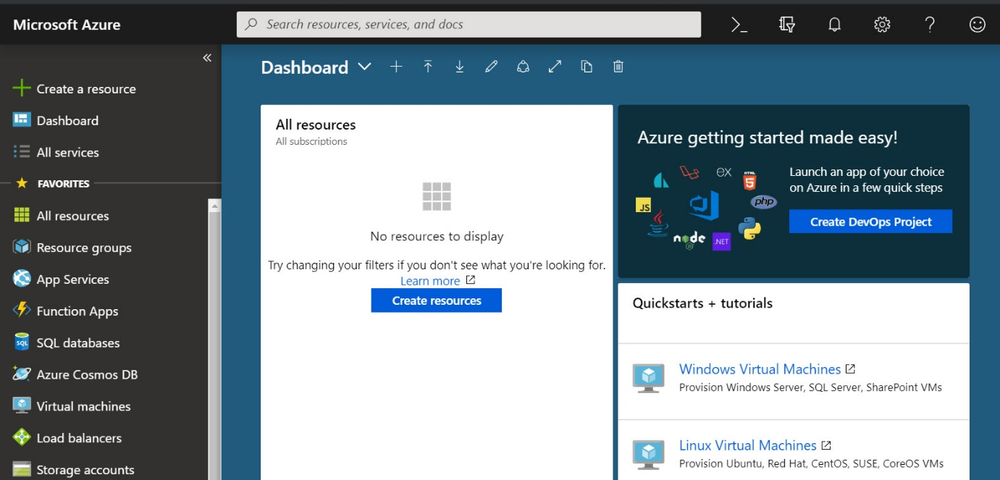 Microsoft Azure
Search resources, services, and docs
Create a resource
Dashboard
All services
FAVORITES
All resources
Resource groups
App Services
Function Apps
SQL
SQL databases
Azure Cosmos DB
Virtual machines
Load balancers
Storage accounts
Dashboard
All resources
All subscriptions
No resources to display
Try changing your filters if you don't see what you're looking for.
Learn more
Create resources
Azure getting started made easy!
EX
HTML
5
JS
php
node
JS
.NET
Launch an app of your choice
on Azure in a few quick steps
Create DevOps Project
Quickstarts + tutorials
Windows Virtual Machines
Provision Windows Server, SQL Server, SharePoint VMs
Linux Virtual Machines
Provision Ubuntu, Red Hat, CentOS, SUSE, CoreOS VMs